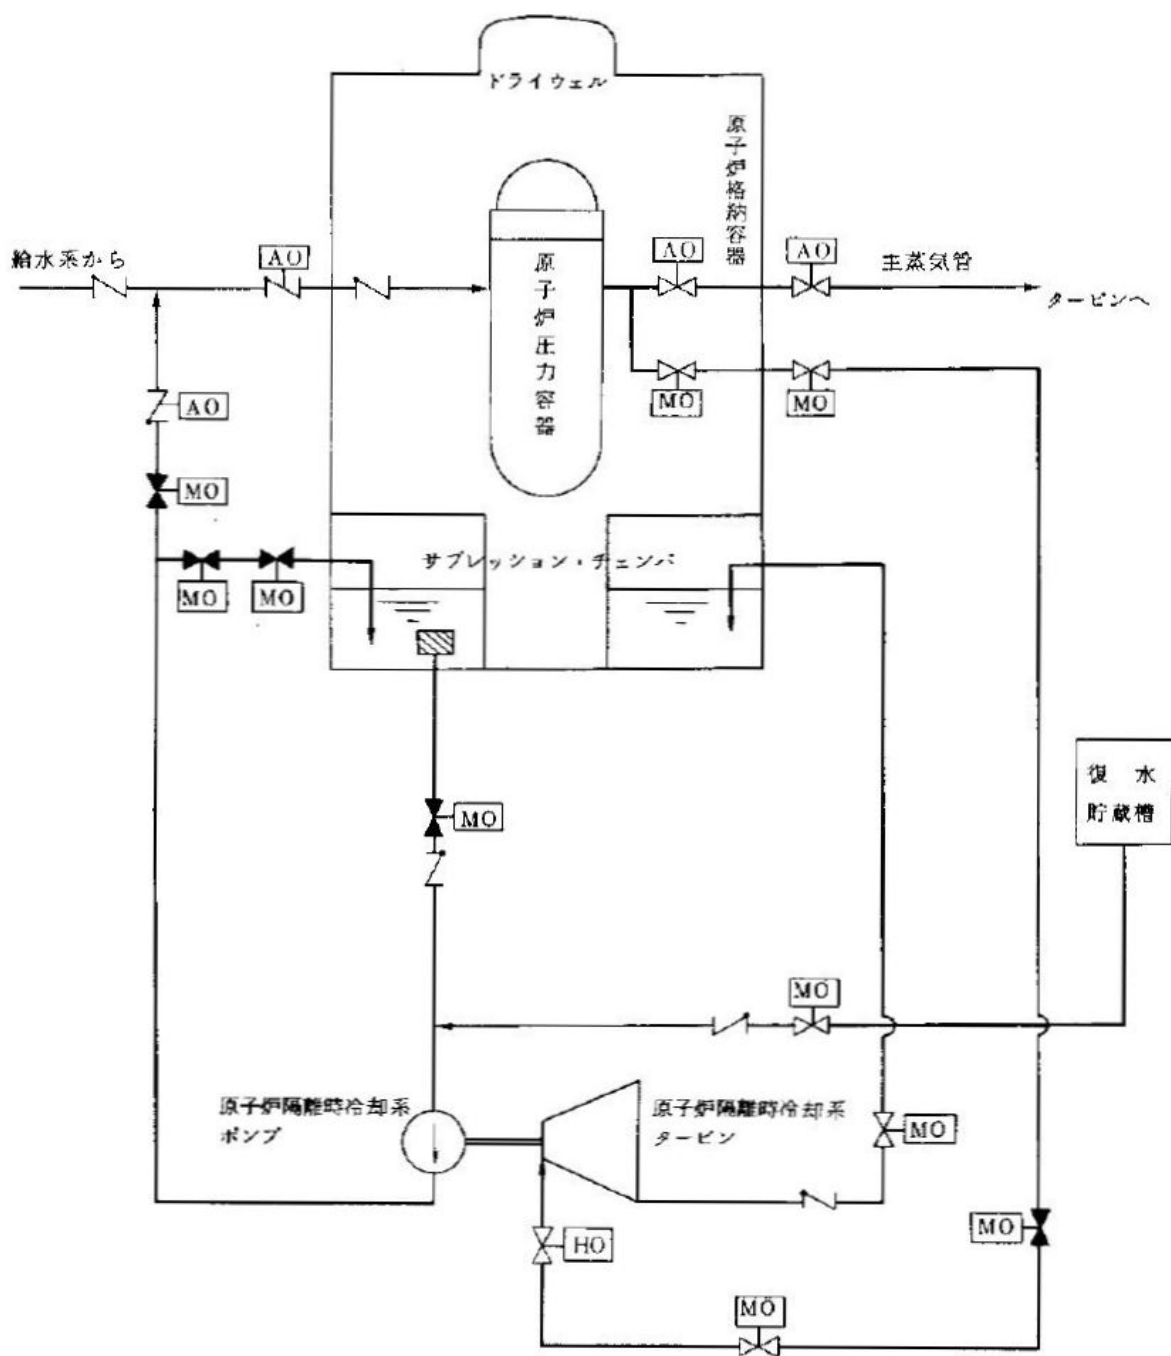 ドライウェル
原子炉格納容器
給水系から
AO
原子炉圧力容器
AO
AO
主蒸気管
タービンへ
MO
MO
AO
MO
サプレッション・チェンバ
MO
MO
MO
復水
貯蔵槽
MO
原子炉隔離時冷却系
ポンプ
原子炉隔離時冷却系
タービン
MO
MO
HO
MO